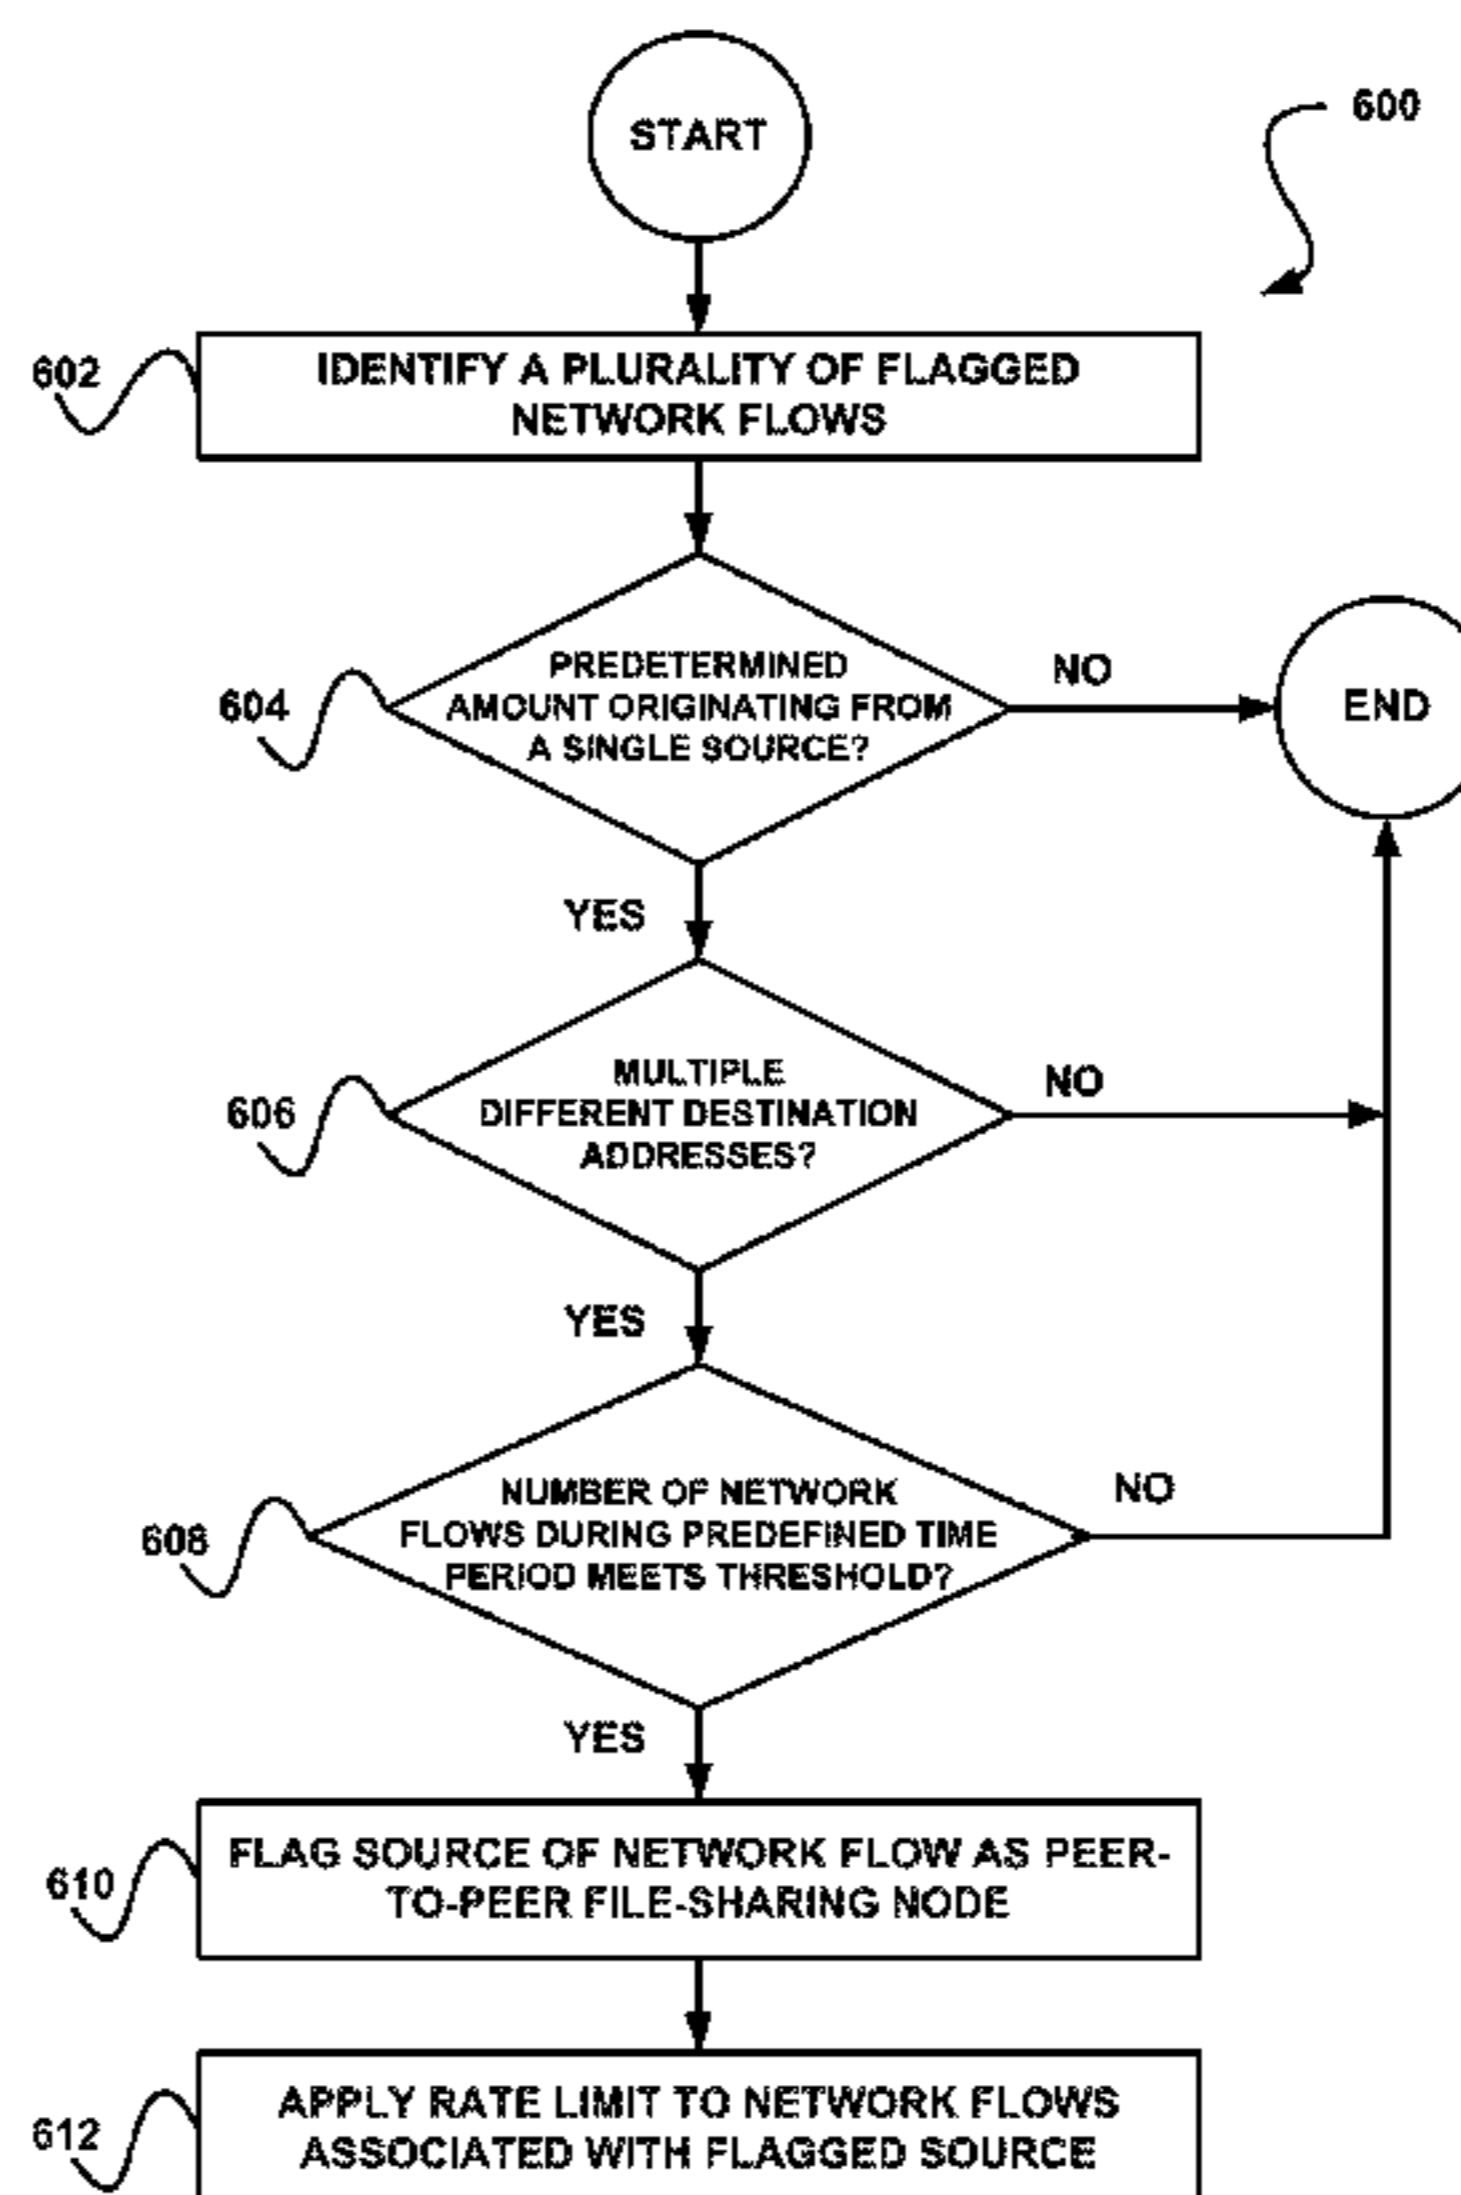 START
600
602
IDENTIFY A PLURALITY OF FLAGGED
NETWORK FLOWS
604
PREDETERMINED
AMOUNT ORIGINATING FROM
A SINGLE SOURCE?
NO
END
YES
606
MULTIPLE
DIFFERENT DESTINATION
ADDRESSES?
NO
YES
608
NUMBER OF NETWORK
FLOWS DURING PREDEFINED TIME
PERIOD MEETS THRESHOLD?
NO
YES
610
FLAG SOURCE OF NETWORK FLOW AS PEER-
TO-PEER FILE-SHARING NODE
612
APPLY RATE LIMIT TO NETWORK FLOWS
ASSOCIATED WITH FLAGGED SOURCE